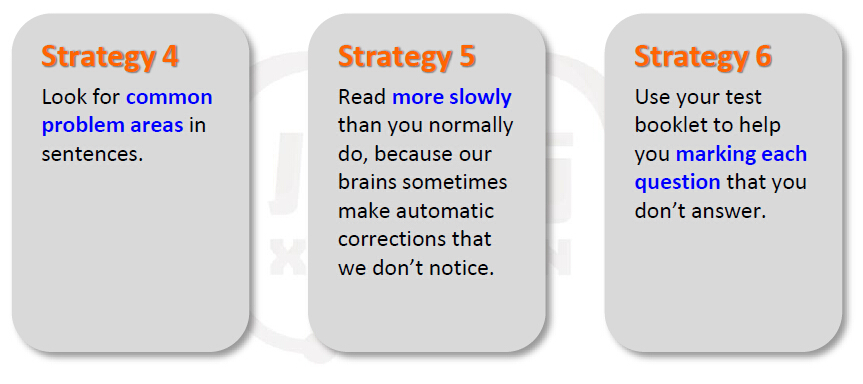 Strategy 4
Look for common
problem areas in
sentences.
Strategy 5
Read more slowly
than you normally
do, because our
brains sometimes
make automatic
corrections that
we don’t notice.
Strategy 6
Use your test
booklet to help
you marking each
question that you
don’t answer.